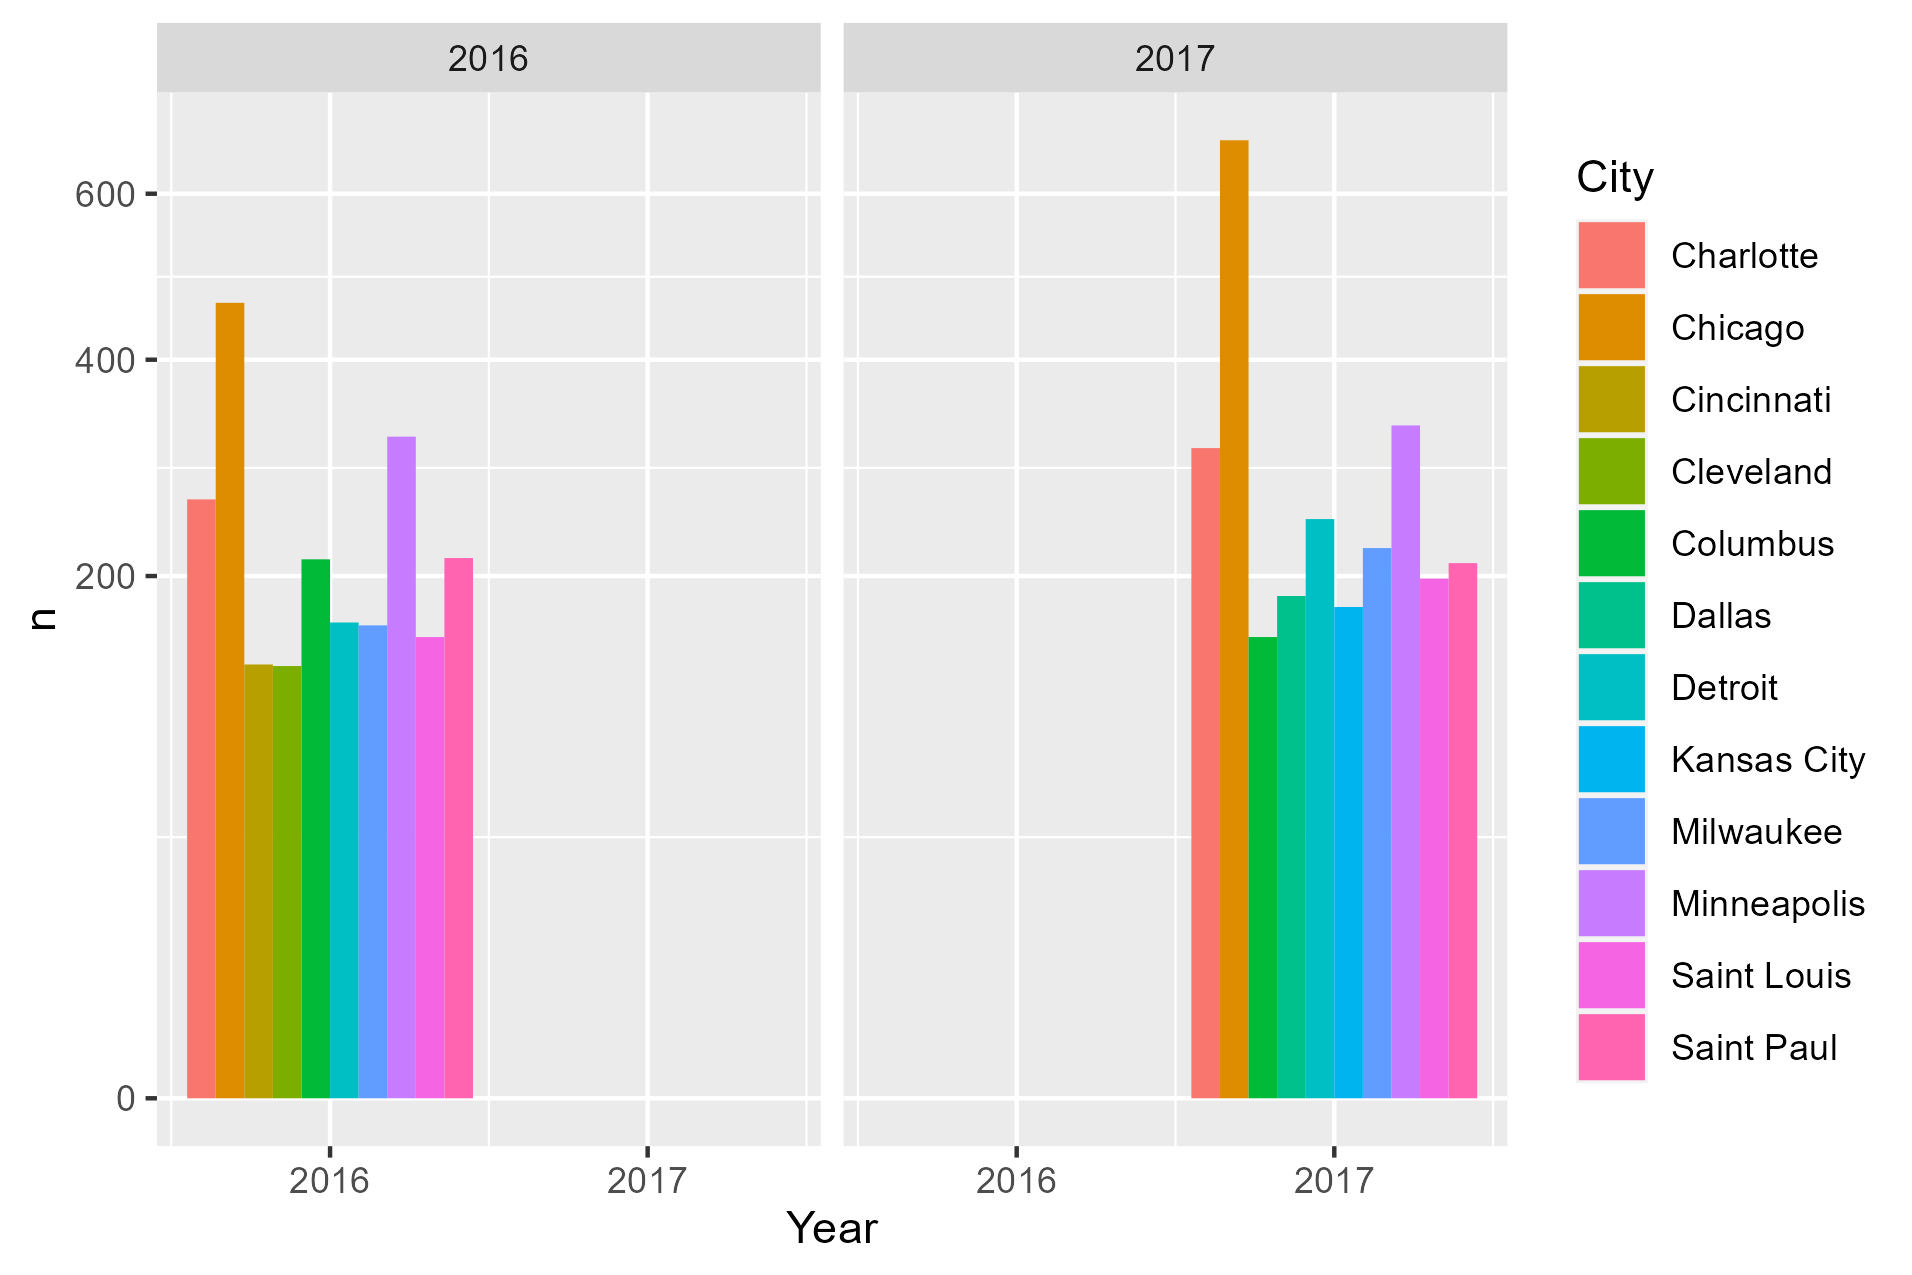 2016
2017
600
400
200
0
n
2016
2017
2016
2017
Year
City
Charlotte
Chicago
Cincinnati
Cleveland
Columbus
Dallas
Detroit
Kansas City
Milwaukee
Minneapolis
Saint Louis
Saint Paul